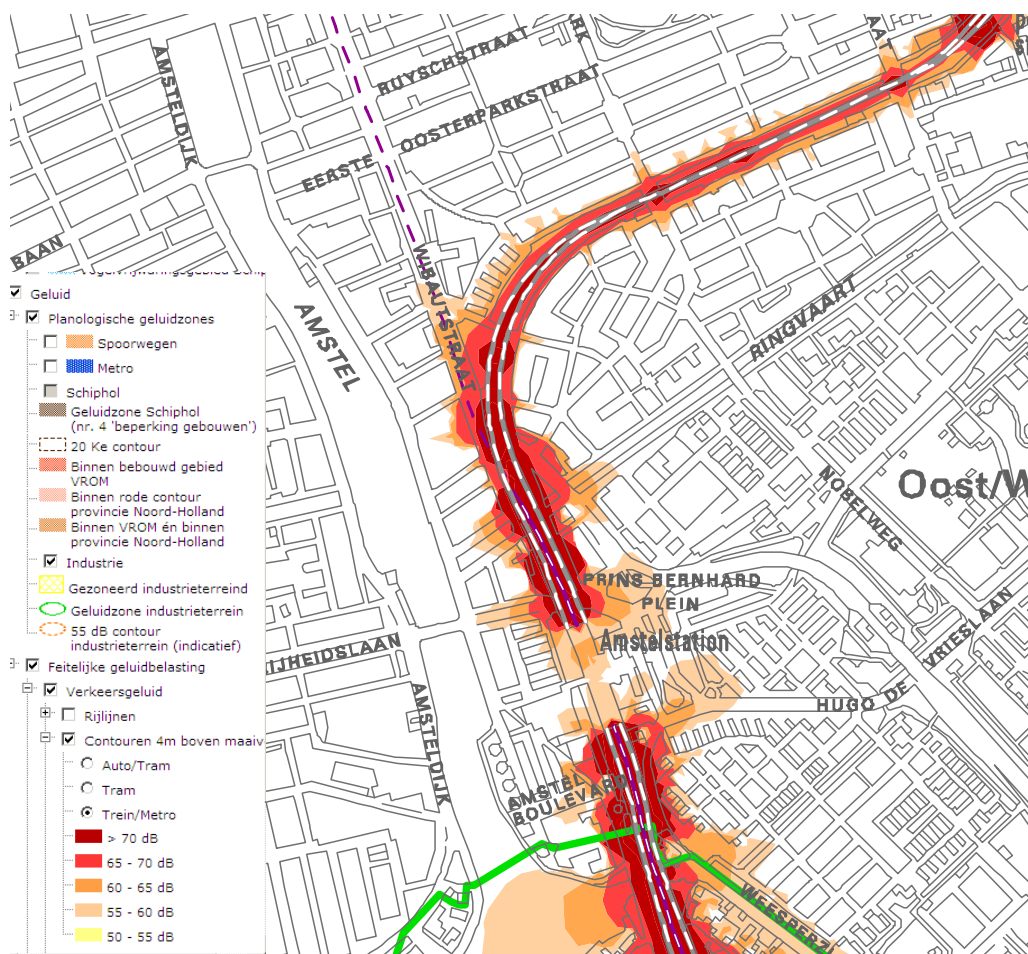 AMSTELDIJK
RUYSCHSTRAAT
OOSTERPARKSTRAAT
EERSTE
BAAN
WIBAUTSTRAAT
AMSTEL
RINGVAART
NOBELWEG
Oost/W
PRINS BERNHARD
PLEIN
Amstelstation
VRIESLAAN
HUGO DE
IJHEIDSLAAN
AMSTELDIJK
AMSTEL
BOULEVARD
WEESPERZ
Geluid
Planologische geluidzones
Spoorwegen
Metro
Schiphol
Geluidzone Schiphol
(nr. 4 'beperking gebouwen')
20 Ke contour
Binnen bebouwd gebied
VROM
Binnen rode contour
provincie Noord-Holland
Binnen VROM én binnen
provincie Noord-Holland
Industrie
Gezoneerd industrieterreind
Geluidzone industrieterrein
55 dB contour
industrieterrein (indicatief)
Feitelijke geluidbelasting
Verkeersgeluid
Rijlijnen
Contouren 4m boven maaiv
Auto/Tram
Tram
Trein/Metro
> 70 dB
65 - 70 dB
60 - 65 dB
55 - 60 dB
50 - 55 dB